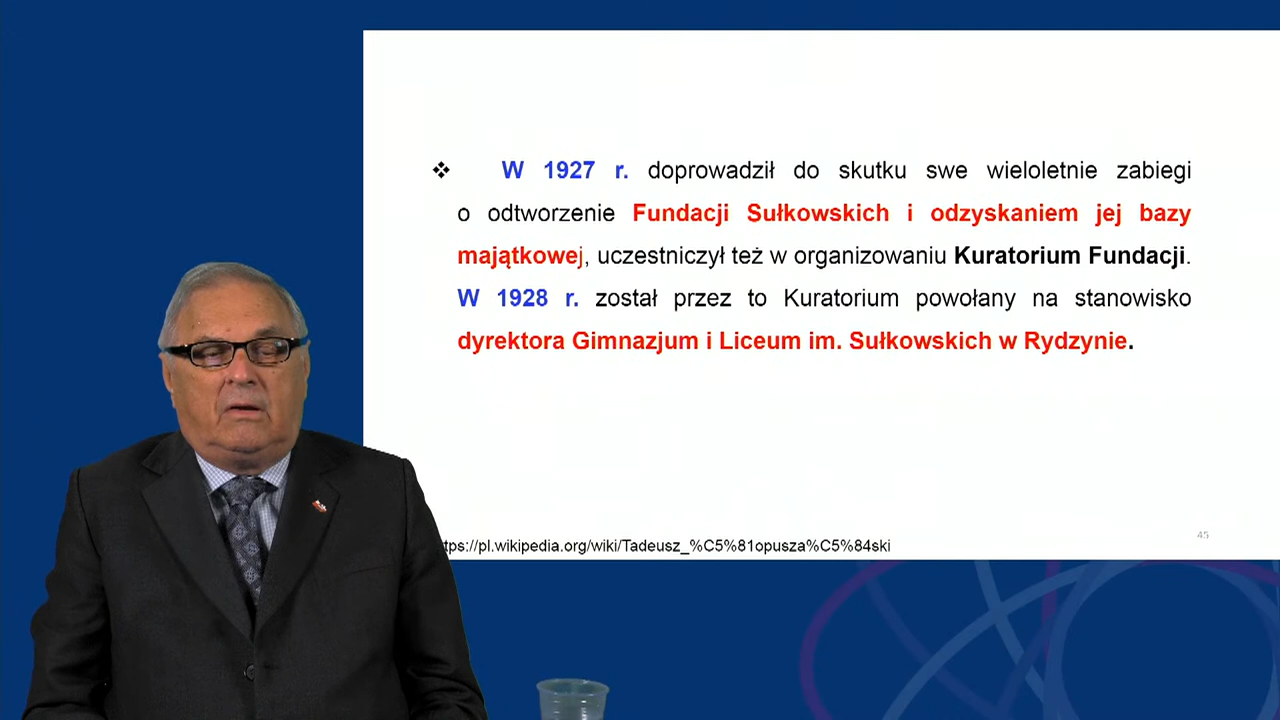 ❖ W 1927 r. doprowadził do skutku swe wieloletnie zabiegi
o odtworzenie Fundacji Sułkowskich i odzyskaniem jej bazy
majątkowej, uczestniczył też w organizowaniu Kuratorium Fundacji.
W 1928 r. został przez to Kuratorium powołany na stanowisko
dyrektora Gimnazjum i Liceum im. Sułkowskich w Rydzynie.
tps://pl.wikipedia.org/wiki/Tadeusz_%C5%81opusza%C5%84ski
45